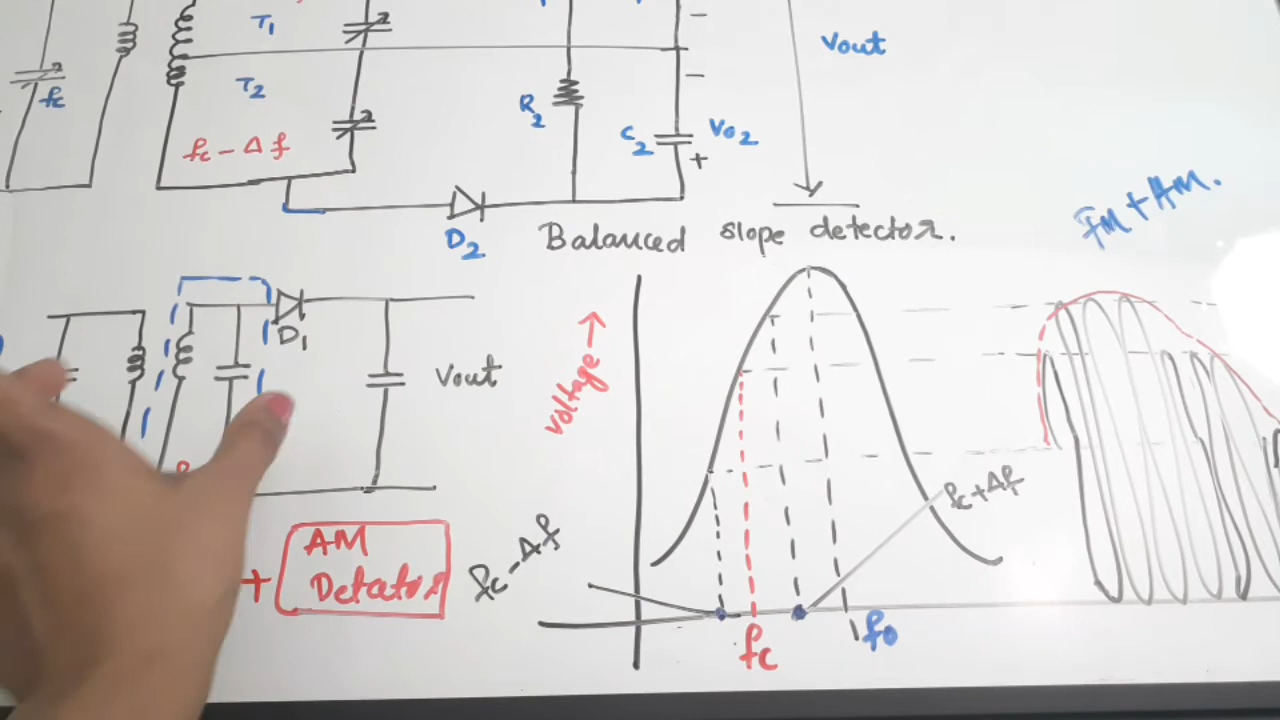 T1
Vout
fc
T2
R2
C2
Vo2
fc - Δf
+
D2
Balanced slope detector.
FM + AM.
D1
Vout
voltage →
fc + Δf
AM
+
Detator
fc - Δf
fc
fo